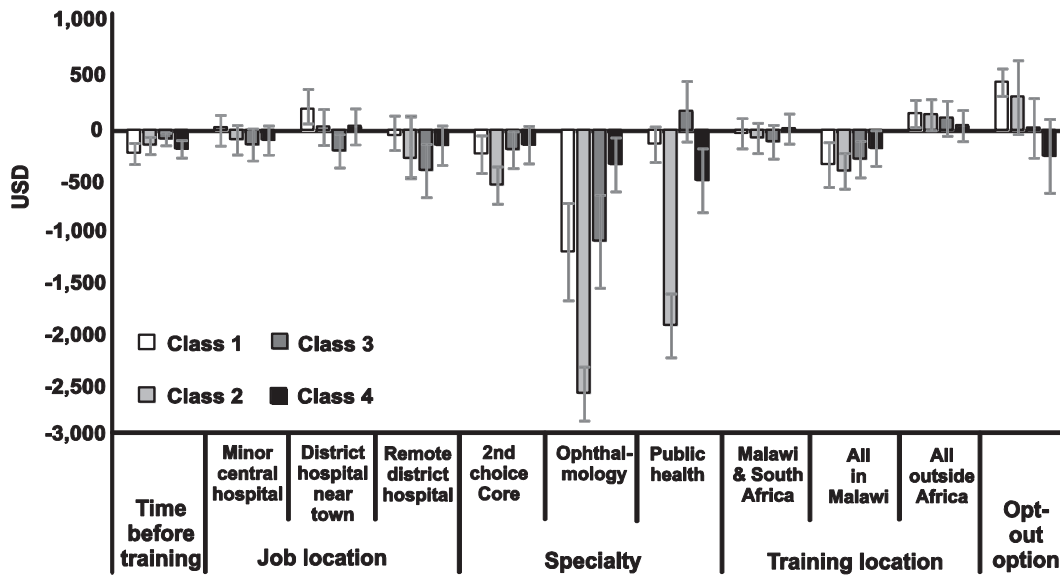 1,000
500
0
-500
-1,000
-1,500
-2,000
-2,500
-3,000
USD
Class 1
Class 3
Class 2
Class 4
Time
before
training
Minor
central
hospital
District
hospital
near
town
Remote
district
hospital
Job location
2nd
choice
Core
Ophthal-
mology
Public
health
Specialty
Malawi
& South
Africa
All
in
Malawi
All
outside
Africa
Training location
Opt-
out
option